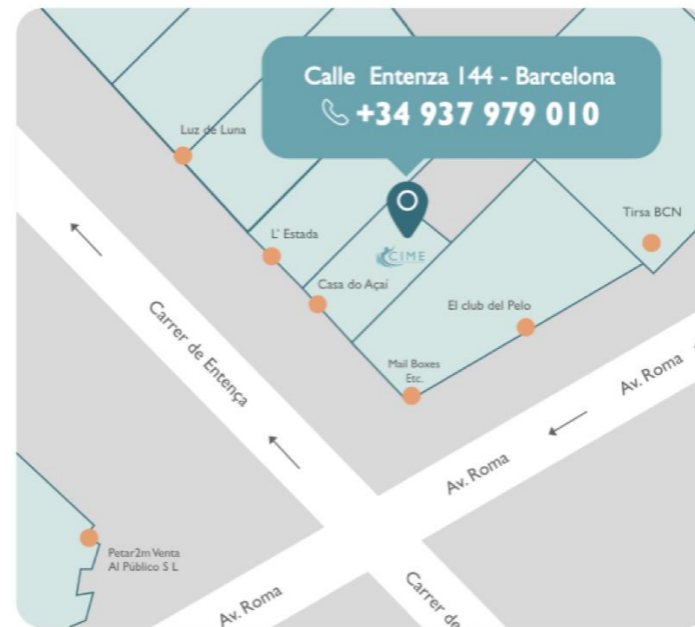 Calle Entenza 144 - Barcelona
+34 937 979 010
Luz de Luna
Tirsa BCN
L' Estada
CIME
Casa do Açaí
El club del Pelo
Carrer de Entença
Mail Boxes
Etc.
Av. Roma
Av. Roma
Petar2m Venta
Al Público S L
Av. Roma
Carrer de